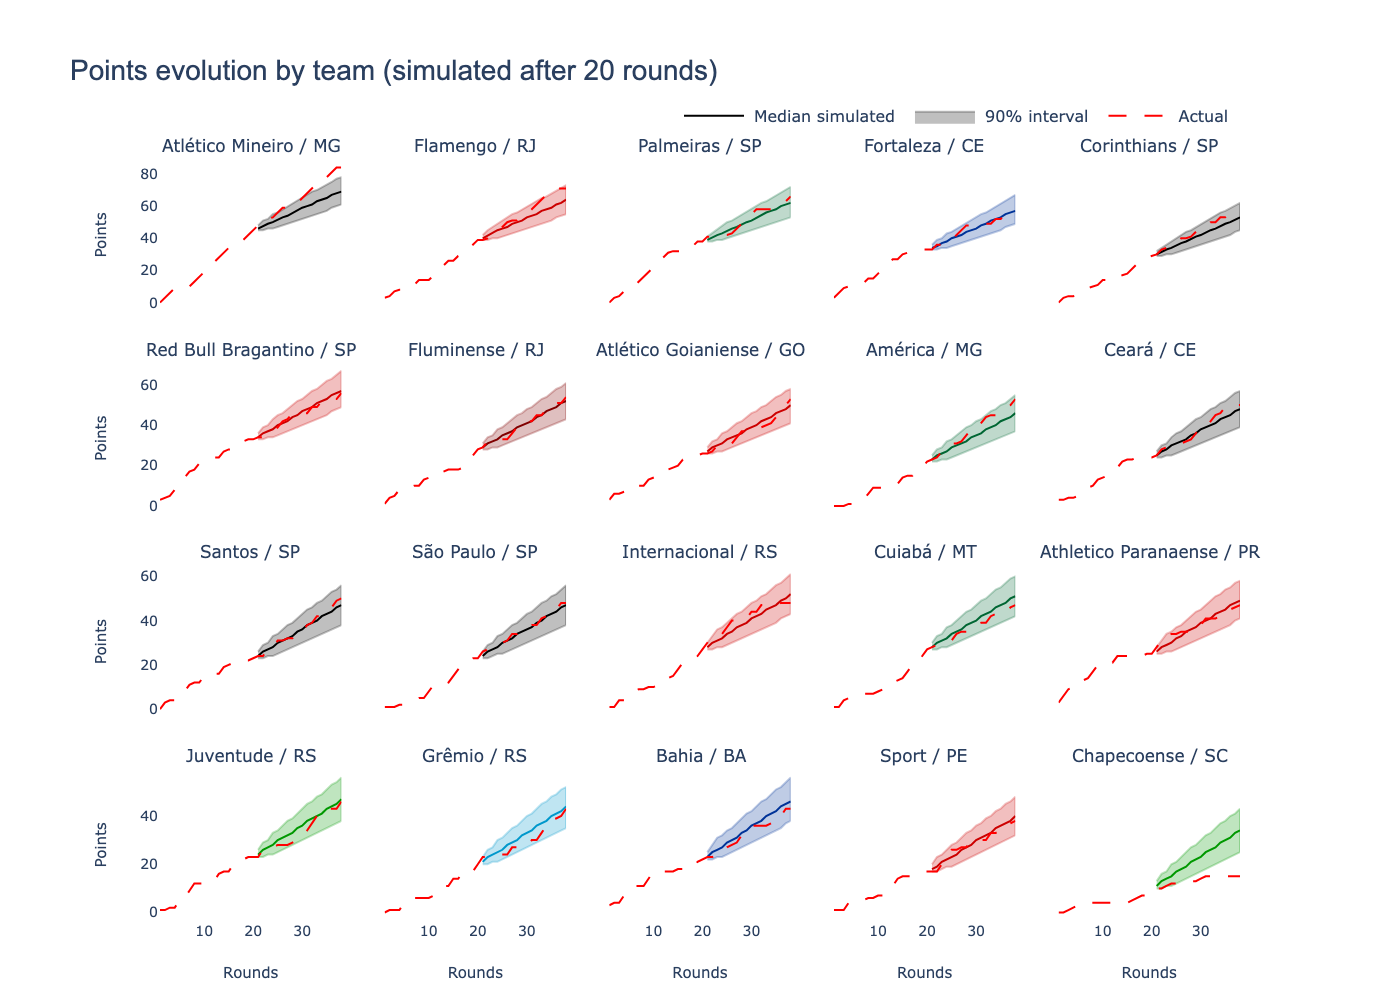 Points evolution by team (simulated after 20 rounds)
Median simulated 90% interval Actual
Atlético Mineiro / MG Flamengo / RJ Palmeiras / SP Fortaleza / CE Corinthians / SP
80
60
40
20
0
Points
Red Bull Bragantino / SP Fluminense / RJ Atlético Goianiense / GO América / MG Ceará / CE
60
40
20
0
Points
Santos / SP São Paulo / SP Internacional / RS Cuiabá / MT Athletico Paranaense / PR
60
40
20
0
Points
Juventude / RS Grêmio / RS Bahia / BA Sport / PE Chapecoense / SC
40
20
0
Points
10 20 30 10 20 30 10 20 30 10 20 30 10 20 30
Rounds Rounds Rounds Rounds Rounds